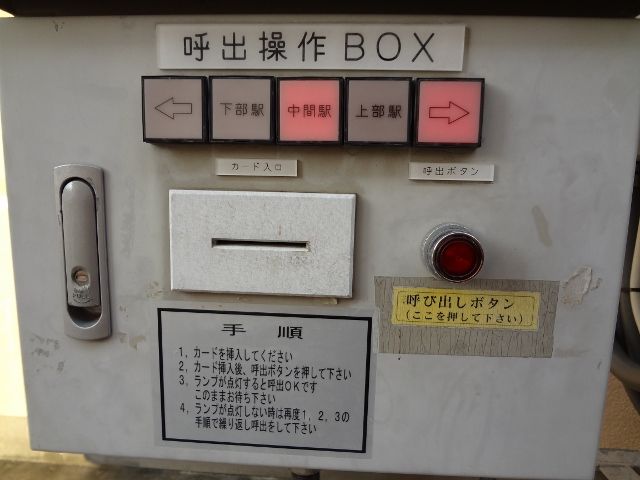 呼出操作BOX
下部駅 中間駅 上部駅
カード入口 呼出ボタン
呼び出しボタン
(ここを押して下さい)
手順
1、カードを挿入してください
2、カード挿入後、呼出ボタンを押して下さい
3、ランプが点灯すると呼出OKです
このままお待ち下さい
4、ランプが点灯しない時は再度1、2、3の
手順で繰り返し呼出をして下さい